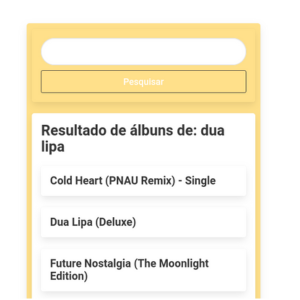 Pesquisar
Resultado de álbuns de: dua
lipa
Cold Heart (PNAU Remix) - Single
Dua Lipa (Deluxe)
Future Nostalgia (The Moonlight
Edition)